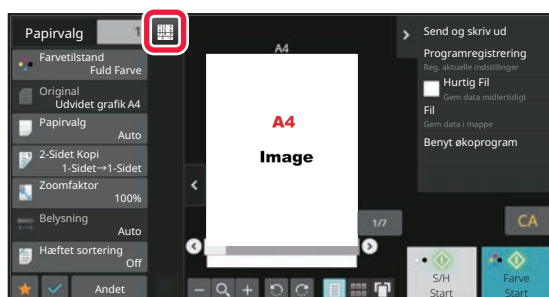 Papirvalg
1
Farvetilstand
Fuld Farve
Original
Udvidet grafik A4
Papirvalg
Auto
2-Sidet Kopi
1-Sidet→1-Sidet
Zoomfaktor
100%
Belysning
Auto
Hæftet sortering
Off
Andet
A4
A4
Image
1/7
Send og skriv ud
Programregistrering
Reg. aktuelle indstillinger
Hurtig Fil
Gem data midlertidigt
Fil
Gem data i mappe
Benyt økoprogram
CA
S/H
Start
Farve
Start